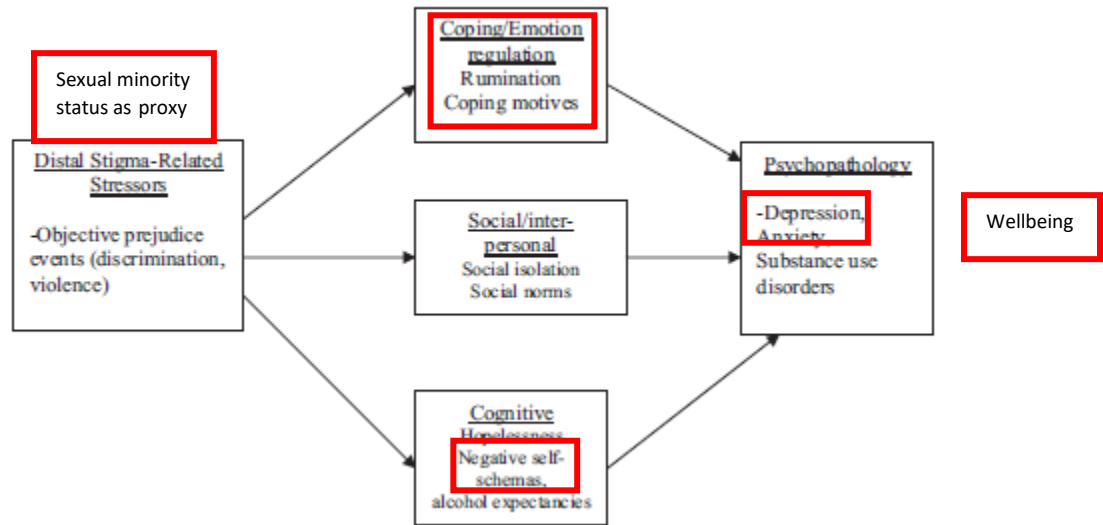 Sexual minority
status as proxy
Distal Stigma-Related
Stressors
-Objective prejudice
events (discrimination,
violence)
Coping/Emotion
regulation
Rumination
Coping motives
Social/inter-
personal
Social isolation
Social norms
Cognitive
Hopelessness
Negative self-
schemas,
alcohol expectancies
Psychopathology
-Depression,
Anxiety,
Substance use
disorders
Wellbeing